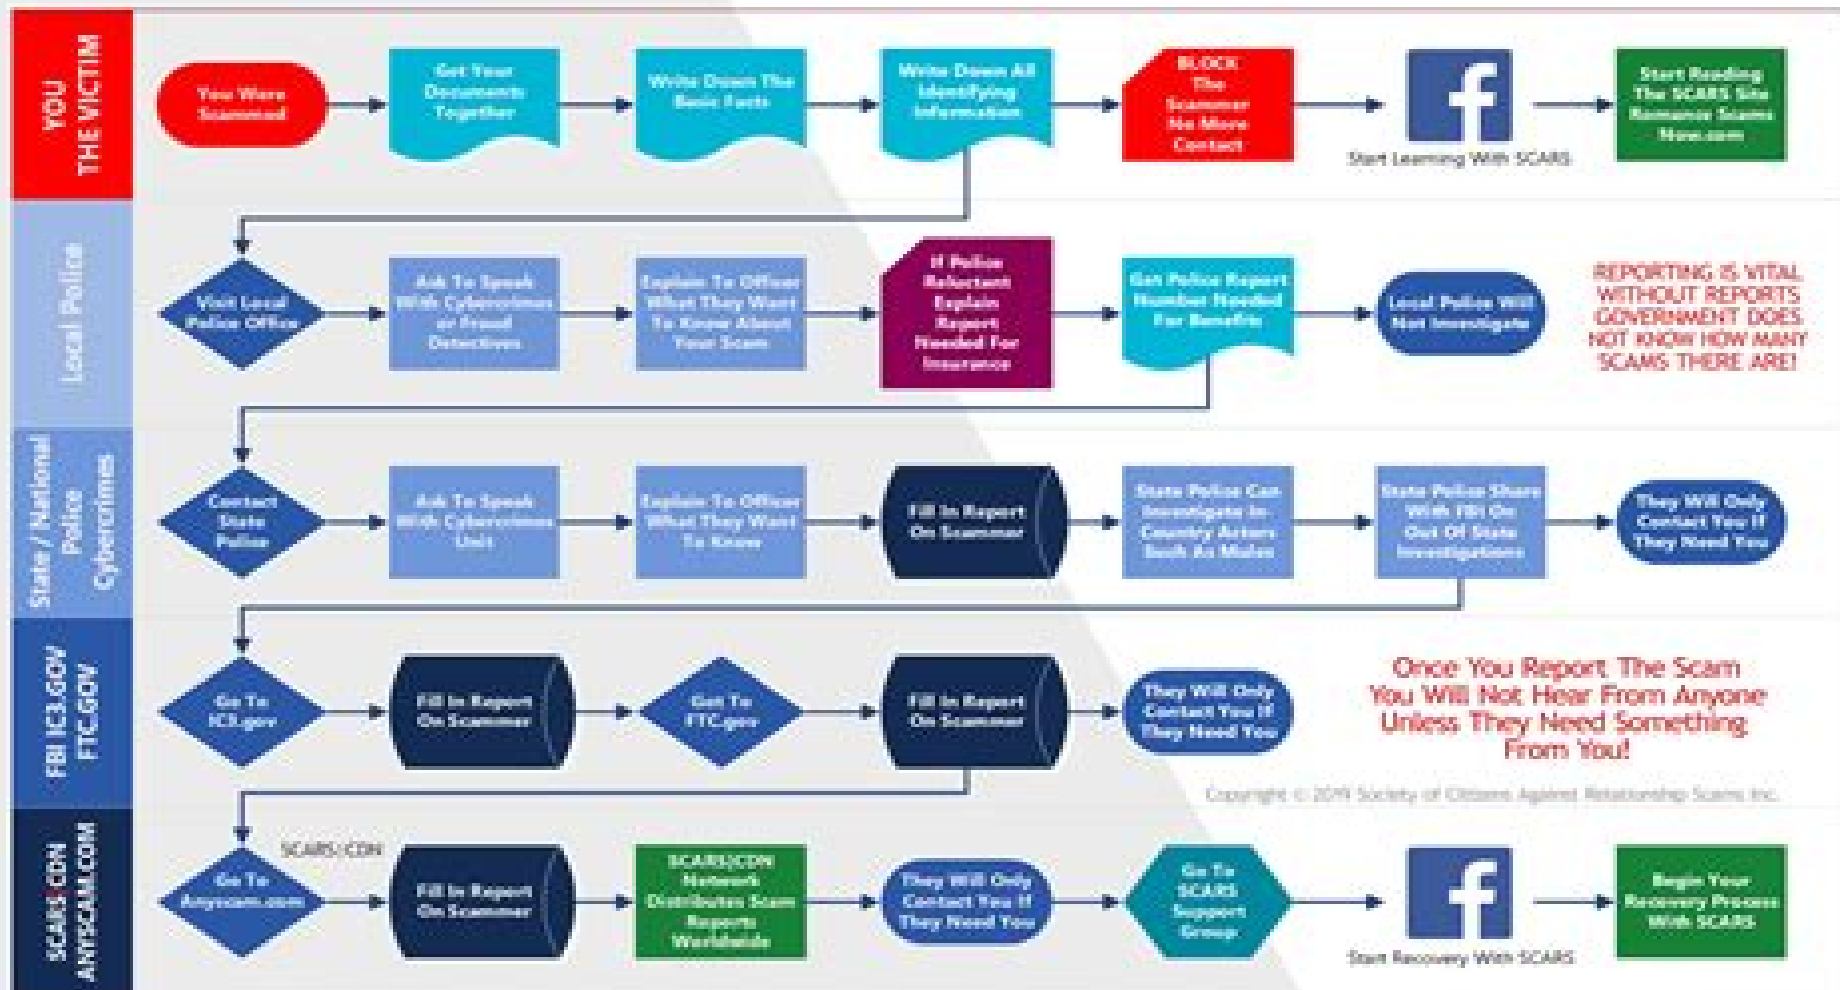 YOU
THE VICTIM
You Were
Scammed
Get Your
Documents
Together
Write Down The
Basic Facts
Write Down All
Identifying
Information
BLOCK
The
Scammer
No More
Contact
Start Learning With SCARS
Start Reading
The SCARS Site
Romance Scams
Now.com
Local Police
Visit Local
Police Office
Ask To Speak
With Cybercrimes
or Fraud
Detectives
Explain To Officer
What They Want
To Know About
Your Scam
If Police
Reluctant
Explain
Report
Needed For
Insurance
Get Police Report
Number Needed
For Benefits
Local Police Will
Not Investigate
REPORTING IS VITAL
WITHOUT REPORTS
GOVERNMENT DOES
NOT KNOW HOW MANY
SCAMS THERE ARE!
State / National
Police
Cybercrimes
Contact
State
Police
Ask To Speak
With Cybercrimes
Unit
Explain To Officer
What They Want
To Know
Fill In Report
On Scammer
State Police Can
Investigate In-
Country Actors
Such As Mules
State Police Share
With FBI On
Out Of State
Investigations
They Will Only
Contact You If
They Need You
FBI IC3.GOV
FTC.GOV
Go To
IC3.gov
Fill In Report
On Scammer
Got To
FTC.gov
Fill In Report
On Scammer
They Will Only
Contact You If
They Need You
Once You Report The Scam
You Will Not Hear From Anyone
Unless They Need Something
From You!
Copyright © 2019 Society of Citizens Against Relationship Scams Inc.
SCARS|CDN
ANYSCAM.COM
Go To
Anyscam.com
SCARS|CDN
Fill In Report
On Scammer
SCARS|CDN
Network
Distributes Scam
Reports
Worldwide
They Will Only
Contact You If
They Need You
Go To
SCARS
Support
Group
Start Recovery With SCARS
Begin Your
Recovery Process
With SCARS